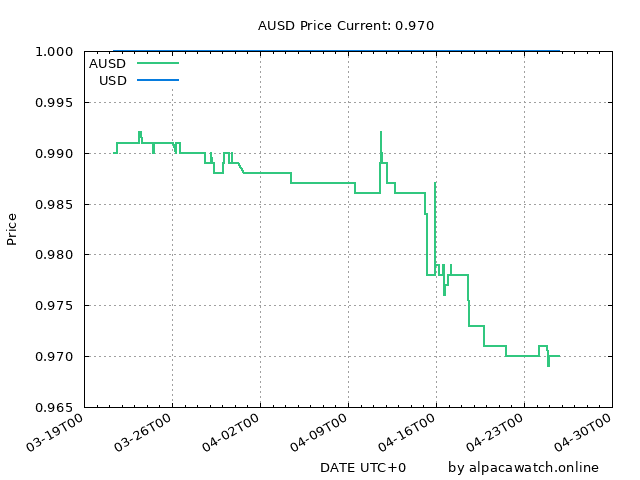 AUSD Price Current: 0.970
1.000
AUSD
USD
0.995
0.990
0.985
0.980
0.975
0.970
0.965
Price
03-19T00
03-26T00
04-02T00
04-09T00
04-16T00
04-23T00
04-30T00
DATE UTC+0
by alpacawatch.online